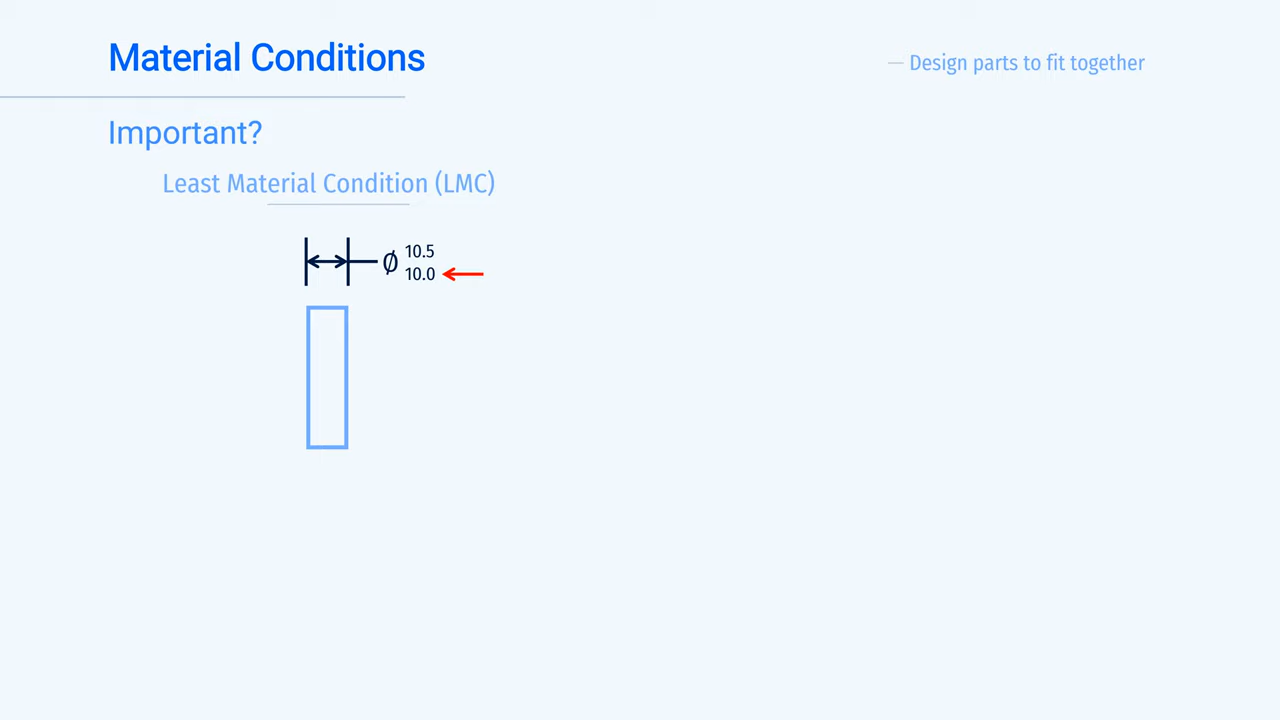 Material Conditions
— Design parts to fit together
Important?
Least Material Condition (LMC)
Ø 10.5
10.0